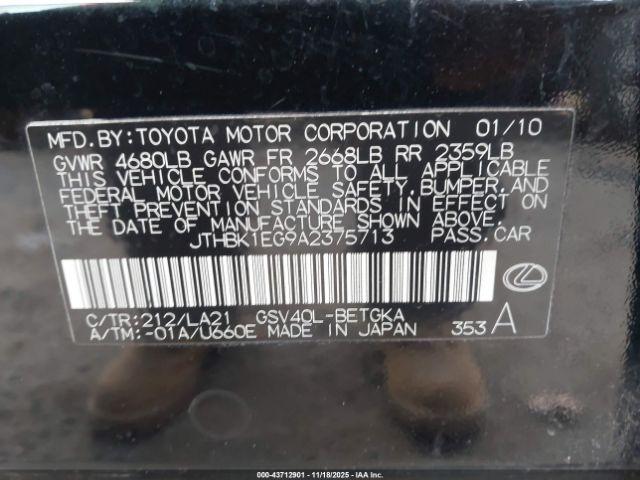 MFD.BY:TOYOTA MOTOR CORPORATION 01/10
GVWR 4680LB GAWR FR 2668LB RR 2359LB
THIS VEHICLE CONFORMS TO ALL APPLICABLE
FEDERAL MOTOR VEHICLE SAFETY,BUMPER,AND
THEFT PREVENTION STANDARDS IN EFFECT ON
THE DATE OF MANUFACTURE SHOWN ABOVE.
JTHBK1EG9A2375713 PASS.CAR
C/TR:212/LA21 GSV40L-BETGKA
A/TM:-01A/U660E MADE IN JAPAN 353 A
000-43712901 - 11/18/2025 - IAA, Inc.